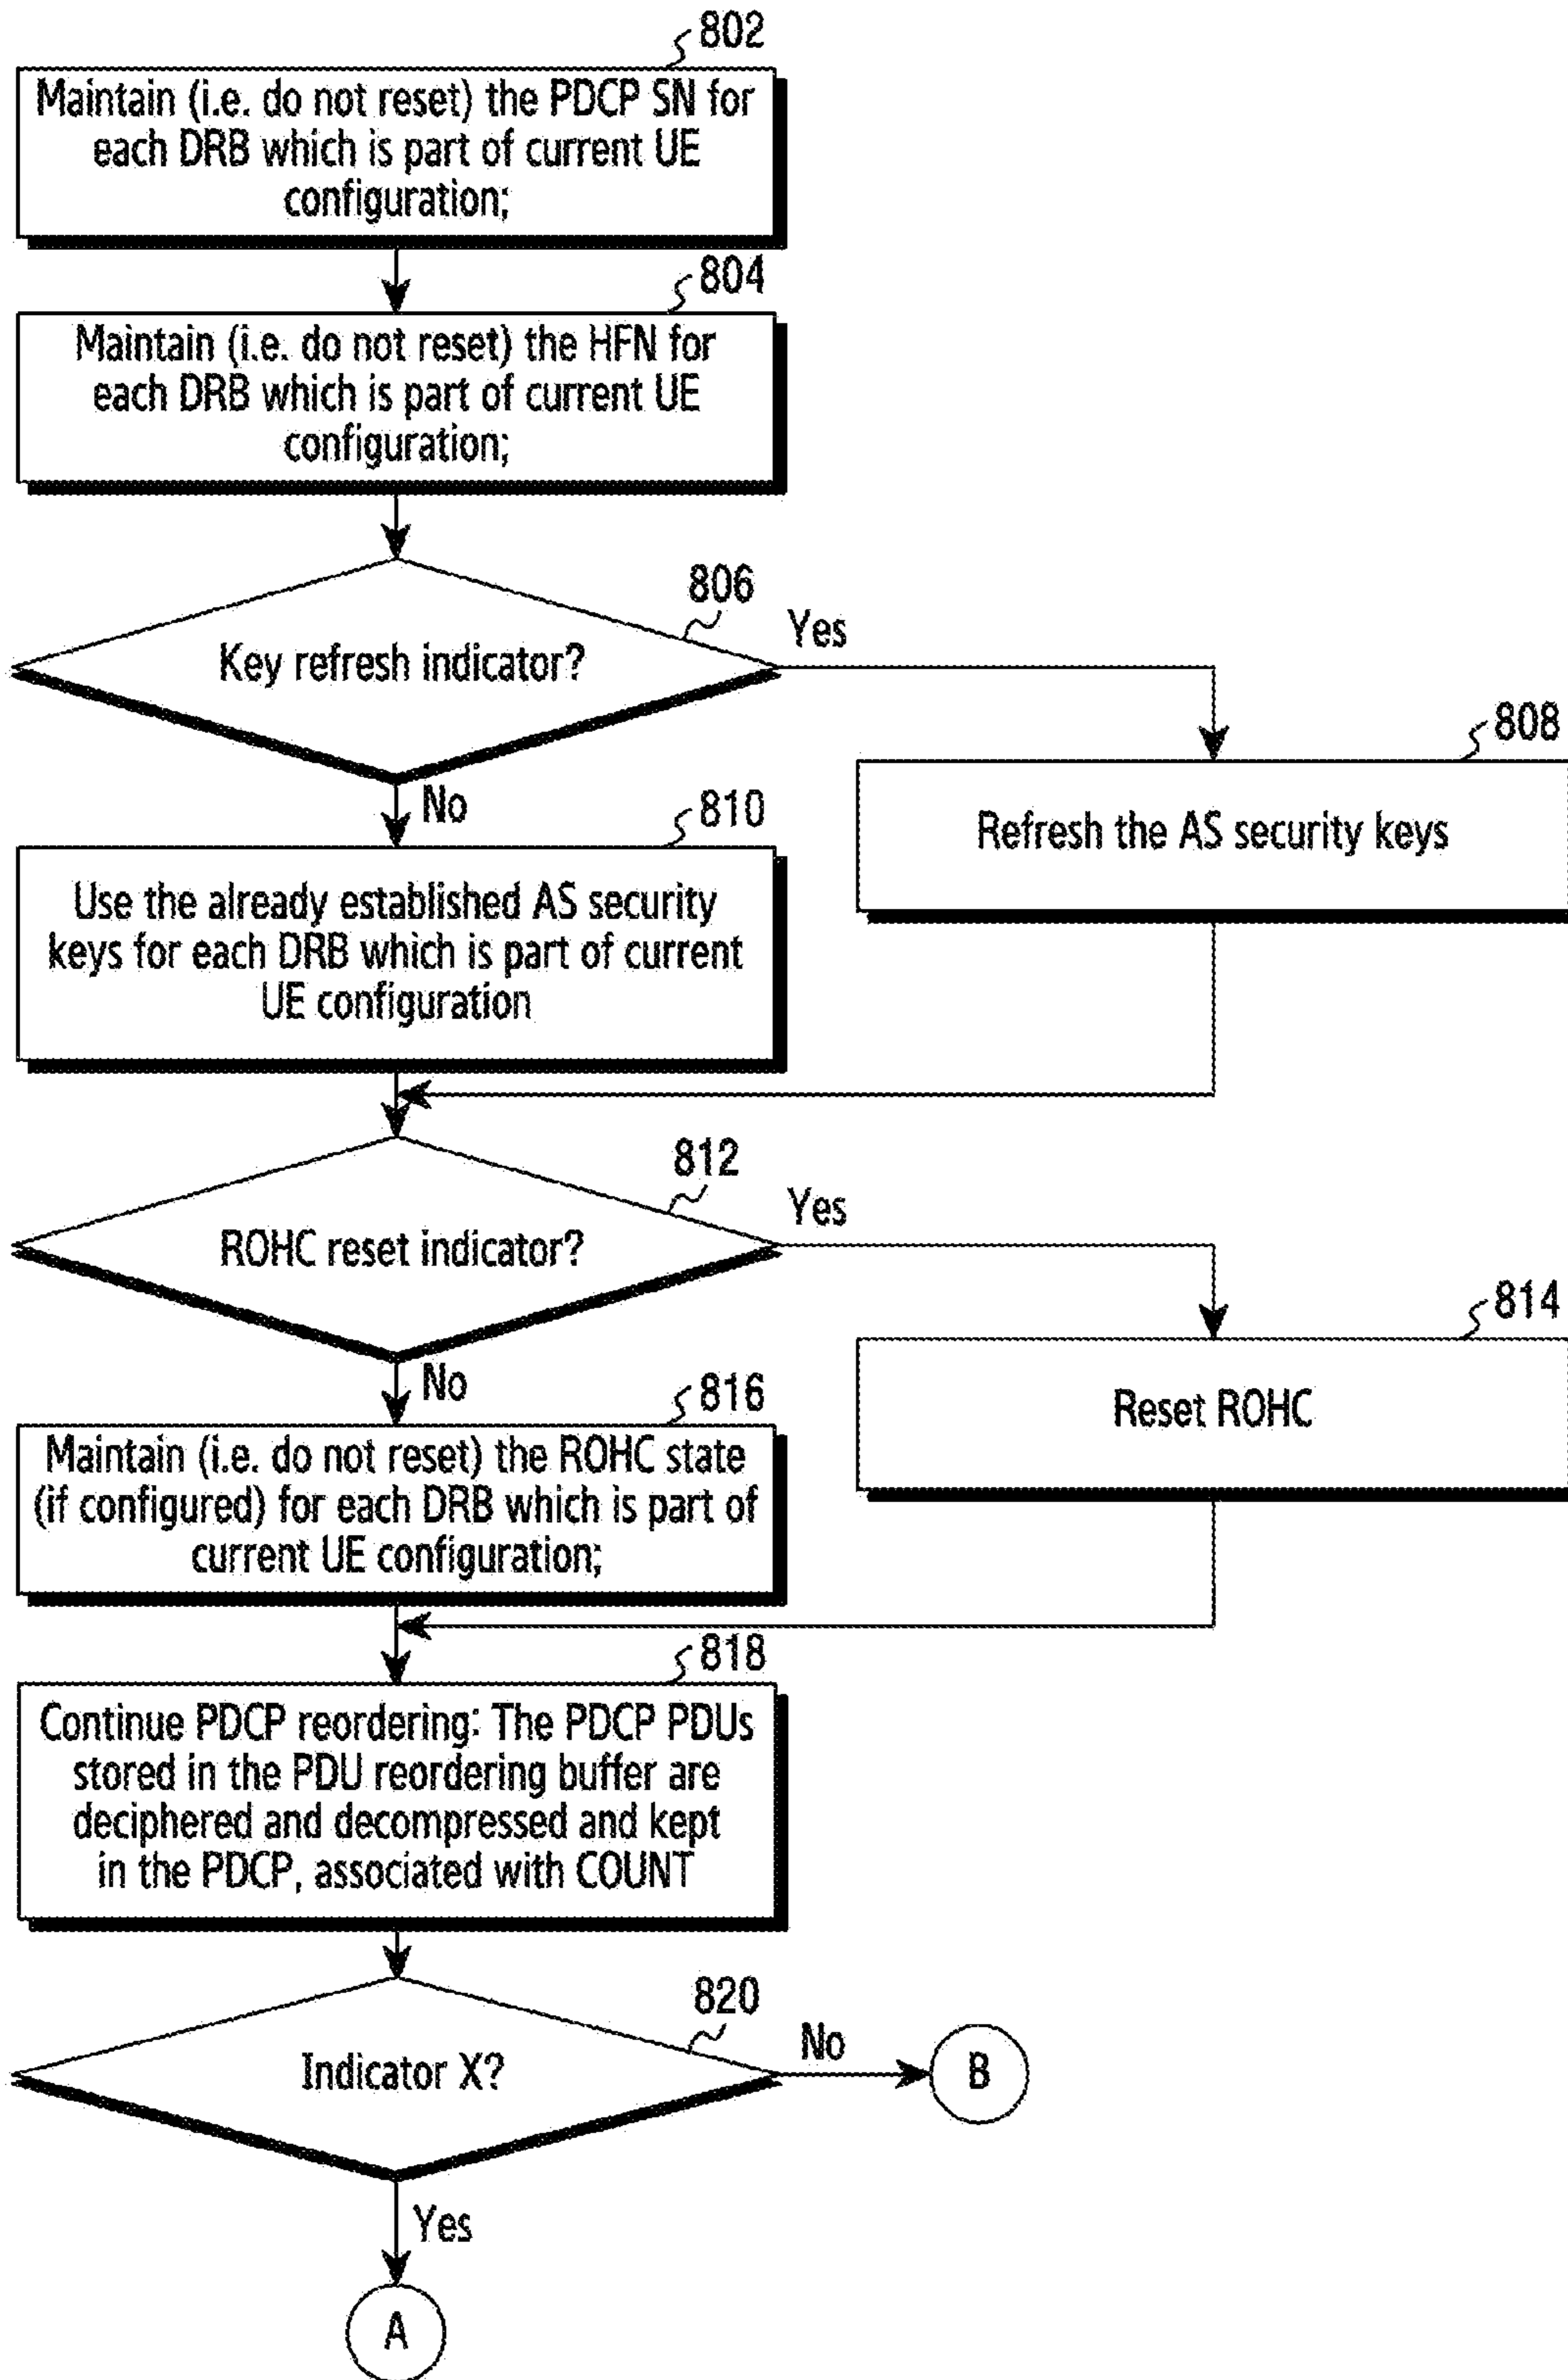 802
Maintain (i.e. do not reset) the PDCP SN for
each DRB which is part of current UE
configuration;
804
Maintain (i.e. do not reset) the HFN for
each DRB which is part of current UE
configuration;
806
Key refresh indicator?
Yes
808
Refresh the AS security keys
No
810
Use the already established AS security
keys for each DRB which is part of current
UE configuration
812
ROHC reset indicator?
Yes
814
Reset ROHC
No
816
Maintain (i.e. do not reset) the ROHC state
(if configured) for each DRB which is part of
current UE configuration;
818
Continue PDCP reordering: The PDCP PDUs
stored in the PDU reordering buffer are
deciphered and decompressed and kept
in the PDCP, associated with COUNT
820
Indicator X?
No
B
Yes
A